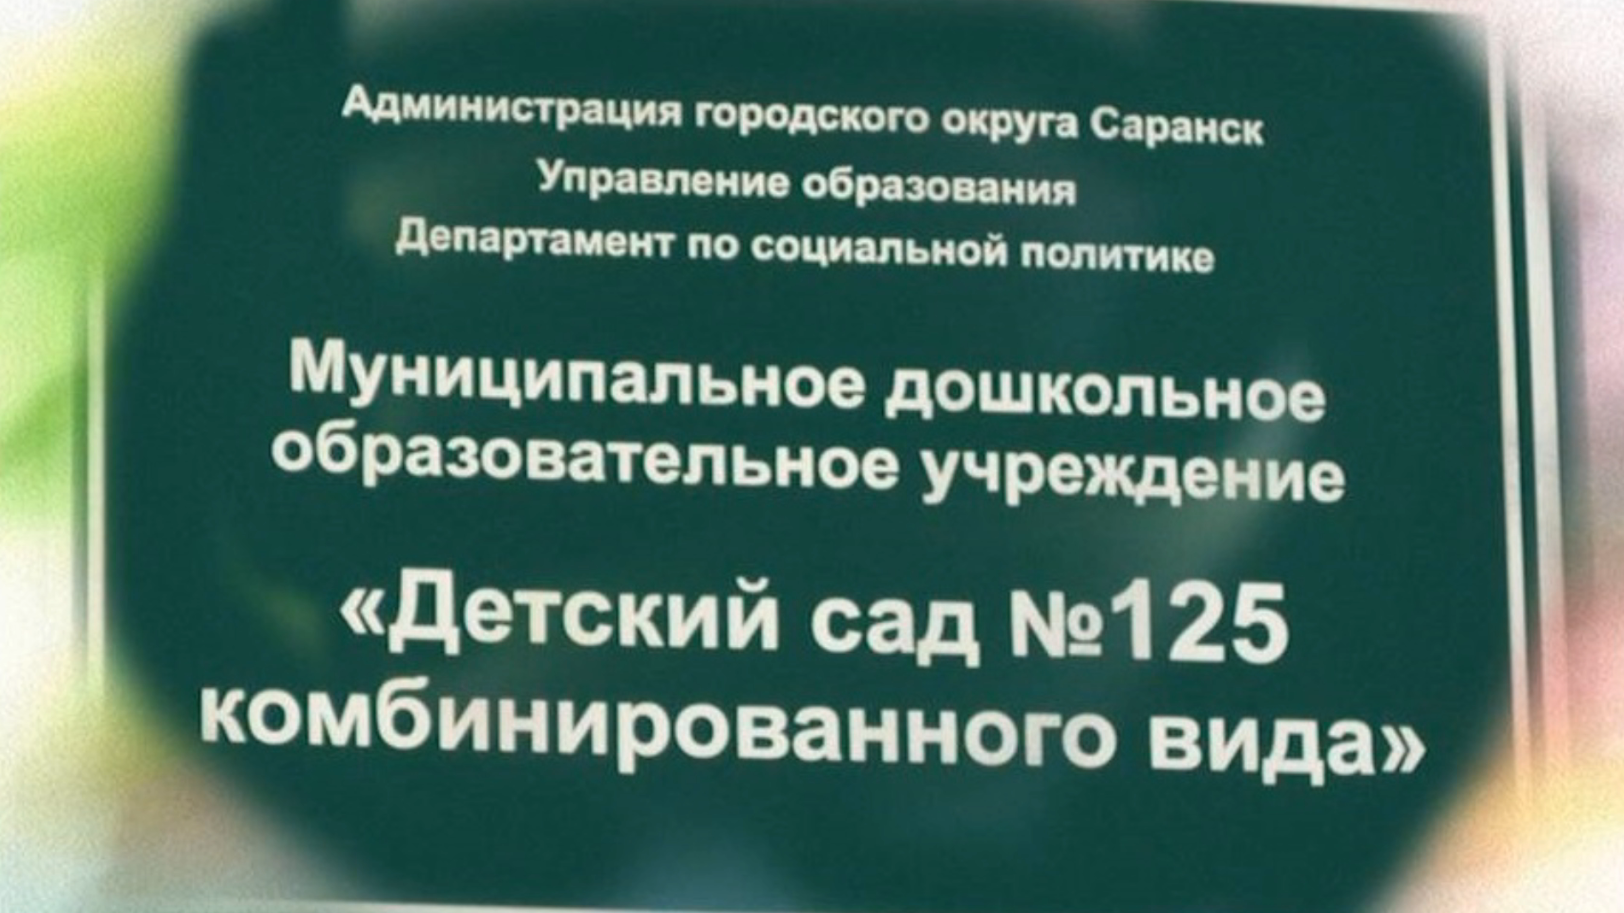 Администрация городского округа Саранск
Управление образования
Департамент по социальной политике
Муниципальное дошкольное
образовательное учреждение
«Детский сад №125
комбинированного вида»